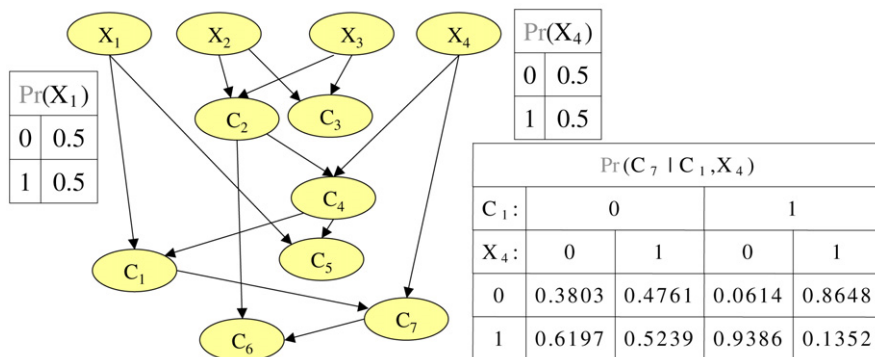 X1 X2 X3 X4
Pr(X4)
0 0.5
1 0.5
Pr(X1)
0 0.5
1 0.5
C2 C3
C4
C5
C1
C7
C6
Pr(C7 | C1,X4)
C1: 0 1
X4: 0 1 0 1
0 0.3803 0.4761 0.0614 0.8648
1 0.6197 0.5239 0.9386 0.1352